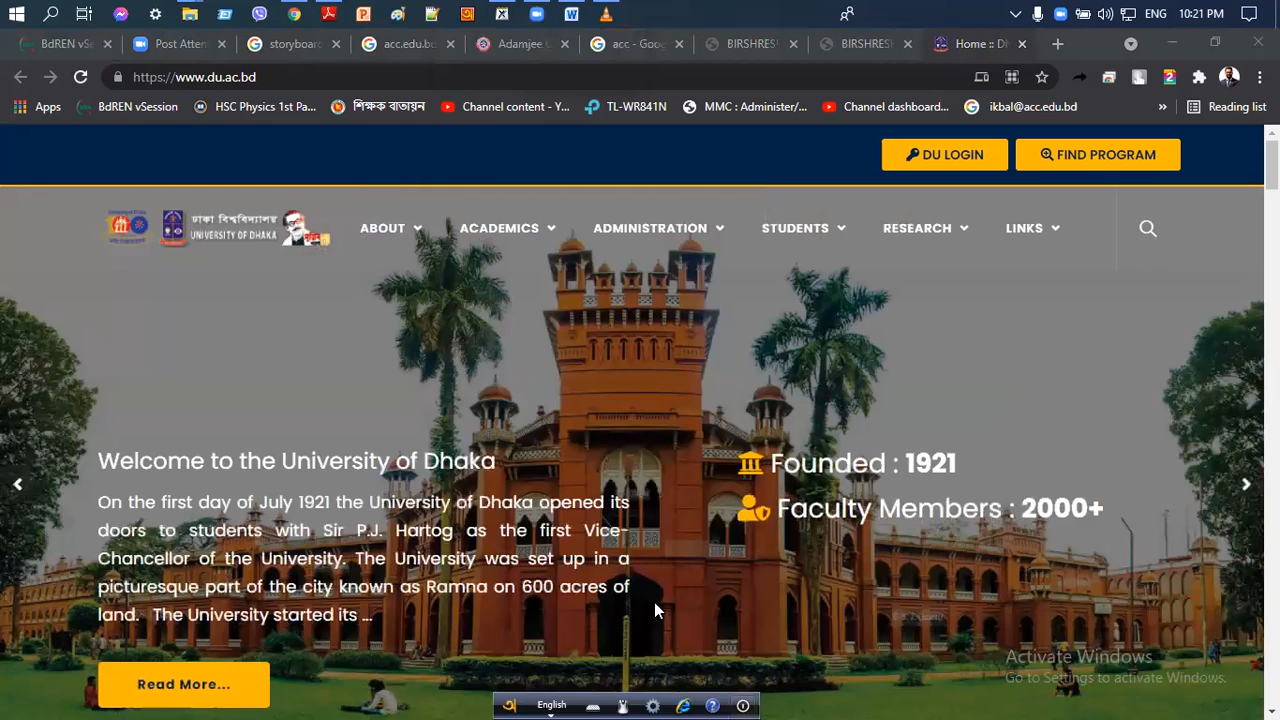 ENG 10:21 PM
BdREN vSe
Post Atten
storyboard
acc.edu.bd
Adamjee
acc - Goog
BIRSHRES
BIRSHRES
Home :: Dh
https://www.du.ac.bd
Apps BdREN vSession HSC Physics 1st Pa... শিক্ষক বাতায়ন Channel content - Y... TL-WR841N MMC : Administer/... Channel dashboard... ikbal@acc.edu.bd » Reading list
DU LOGIN FIND PROGRAM
ঢাকা বিশ্ববিদ্যালয়
UNIVERSITY OF DHAKA
ABOUT ACADEMICS ADMINISTRATION STUDENTS RESEARCH LINKS
Welcome to the University of Dhaka
On the first day of July 1921 the University of Dhaka opened its
doors to students with Sir P.J. Hartog as the first Vice-
Chancellor of the University. The University was set up in a
picturesque part of the city known as Ramna on 600 acres of
land. The University started its ...
Read More...
Founded : 1921
Faculty Members : 2000+
Activate Windows
Go to Settings to activate Windows.
English